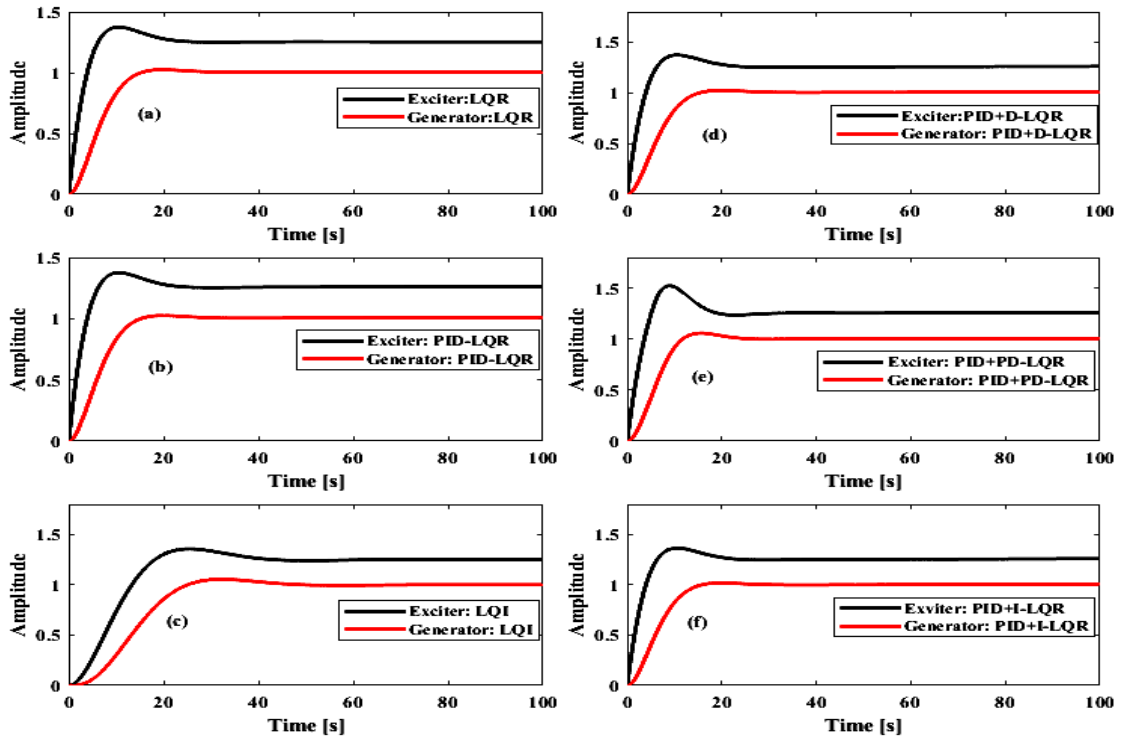 Amplitude
1.5
1
0.5
0
(a)
Exciter:LQR
Generator:LQR
0 20 40 60 80 100
Time [s]
Amplitude
1.5
1
0.5
0
(d)
Exciter:PID+D-LQR
Generator: PID+D-LQR
0 20 40 60 80 100
Time [s]
Amplitude
1.5
1
0.5
0
(b)
Exciter: PID-LQR
Generator: PID-LQR
0 20 40 60 80 100
Time [s]
Amplitude
1.5
1
0.5
0
(e)
Exciter: PID+PD-LQR
Generator: PID+PD-LQR
0 20 40 60 80 100
Time [s]
Amplitude
1.5
1
0.5
0
(c)
Exciter: LQI
Generator: LQI
0 20 40 60 80 100
Time [s]
Amplitude
1.5
1
0.5
0
(f)
Exviter: PID+I-LQR
Generator: PID+I-LQR
0 20 40 60 80 100
Time [s]